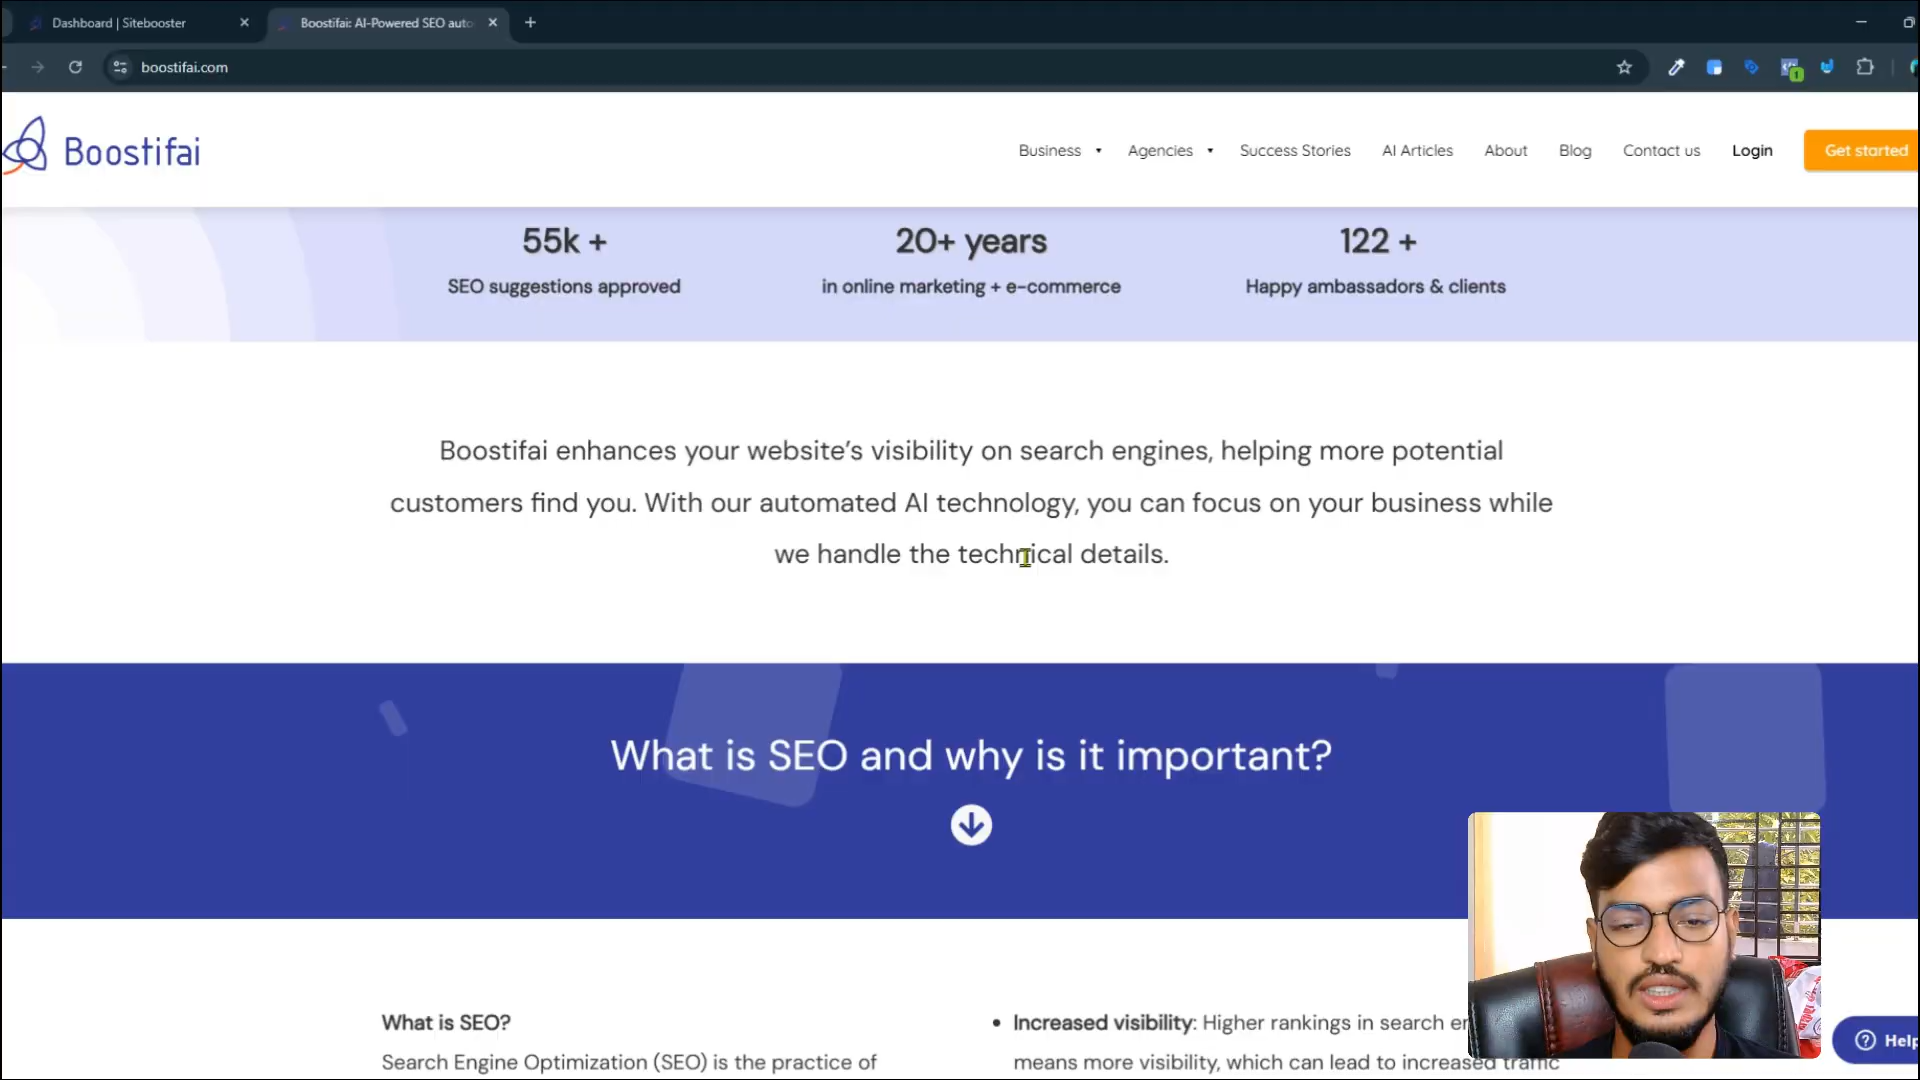 Dashboard | Sitebooster
Boostifai: AI-Powered SEO auto
boostifai.com
1
Boostifai
Business
Agencies
Success Stories
AI Articles
About
Blog
Contact us
Login
Get started
55k +
20+ years
122 +
SEO suggestions approved
in online marketing + e-commerce
Happy ambassadors & clients
Boostifai enhances your website’s visibility on search engines, helping more potential
customers find you. With our automated AI technology, you can focus on your business while
we handle the technical details.
What is SEO and why is it important?
What is SEO?
Search Engine Optimization (SEO) is the practice of
• Increased visibility: Higher rankings in search
means more visibility, which can lead to increased traffic
Help